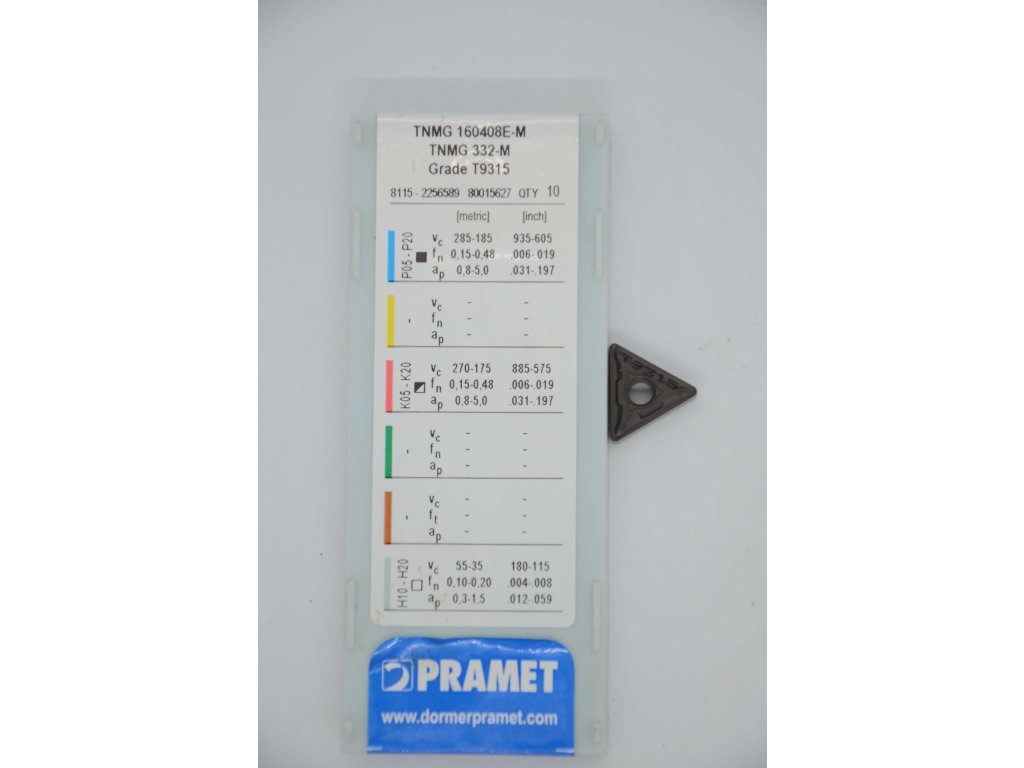 TNMG 160408E-M
TNMG 332-M
Grade T9315
8115 - 2256589 80015627 QTY 10
[metric] [inch]
P05 - P20
vc 285-185 935-605
fn 0,15-0,48 .006-.019
ap 0,8-5,0 .031-.197
-
vc - -
fn - -
ap - -
K05 - K20
vc 270-175 885-575
fn 0,15-0,48 .006-.019
ap 0,8-5,0 .031-.197
-
vc - -
fn - -
ap - -
-
vc - -
ft - -
ap - -
H10 - H20
vc 55-35 180-115
fn 0,10-0,20 .004-.008
ap 0,3-1,5 .012-.059
PRAMET
www.dormerpramet.com
T9315